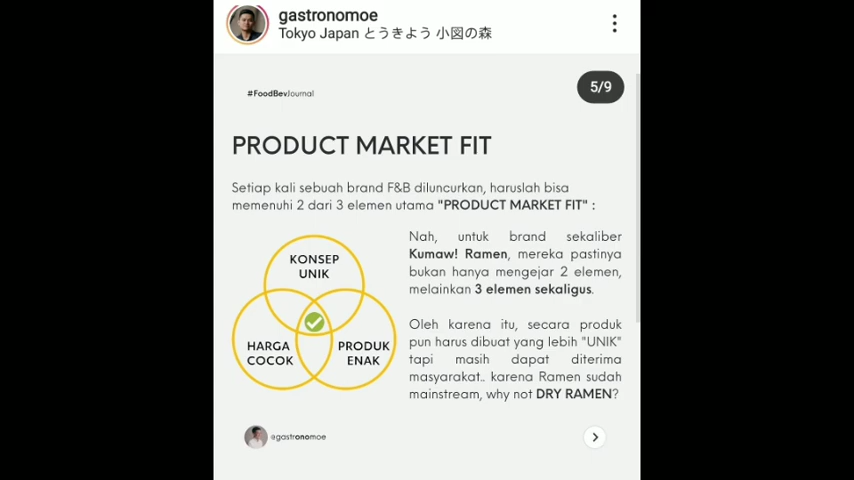 gastronomoe
Tokyo Japan とうきよう 小図の森
#FoodBevJournal
5/9
PRODUCT MARKET FIT
Setiap kali sebuah brand F&B diluncurkan, haruslah bisa
memenuhi 2 dari 3 elemen utama "PRODUCT MARKET FIT" :
KONSEP
UNIK
HARGA
COCOK
PRODUK
ENAK
Nah, untuk brand sekaliber
Kumaw! Ramen, mereka pastinya
bukan hanya mengejar 2 elemen,
melainkan 3 elemen sekaligus.
Oleh karena itu, secara produk
pun harus dibuat yang lebih "UNIK"
tapi masih dapat diterima
masyarakat.. karena Ramen sudah
mainstream, why not DRY RAMEN?
@gastronomoe